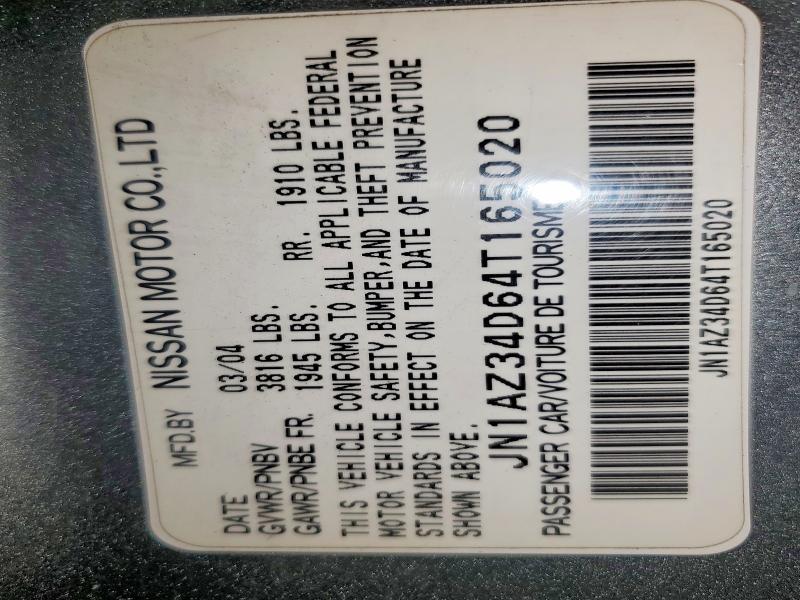 MFD.BY NISSAN MOTOR CO.,LTD
DATE 03/04
GVWR/PNBV 3816 LBS.
GAWR/PNBE FR. 1945 LBS. RR. 1910 LBS.
THIS VEHICLE CONFORMS TO ALL APPLICABLE FEDERAL
MOTOR VEHICLE SAFETY,BUMPER,AND THEFT PREVENTION
STANDARDS IN EFFECT ON THE DATE OF MANUFACTURE
SHOWN ABOVE.
JN1AZ34D64T165020
PASSENGER CAR/VOITURE DE TOURISME
JN1AZ34D64T165020